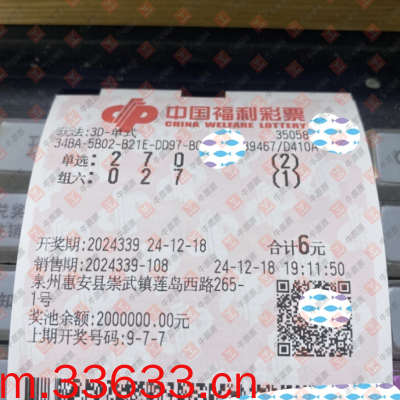 中国福利彩票
CHINA WELFARE LOTTERY
玩法:3D-单式 35058
34BA-5B02-B21E-DD97- 39467/D410A
单选: 2 7 0 (2)
组六: 0 2 7 (1)
开奖期:2024339 24-12-18 合计6元
销售期:2024339-108 24-12-18 19:11:50
泉州惠安县崇武镇莲岛西路265-
1号
奖池余额:2000000.00元
上期开奖号码:9-7-7
m.33633.cn